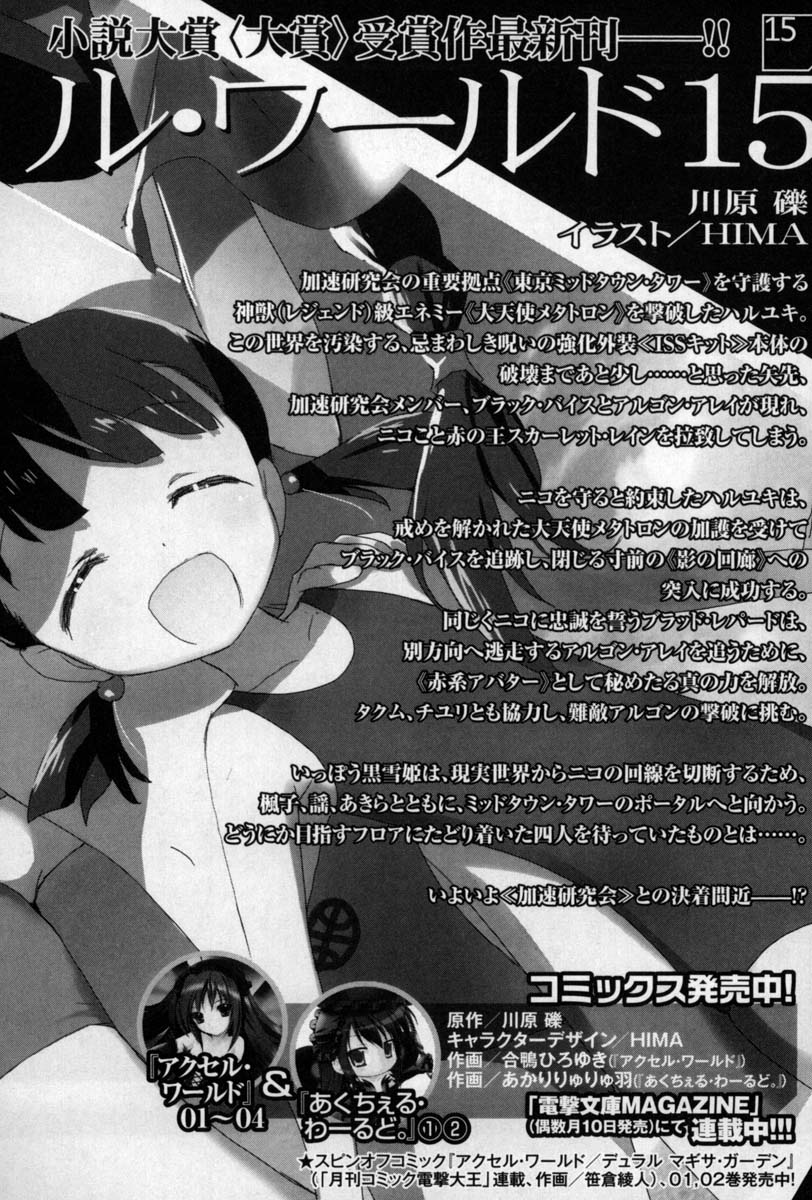 小説大賞〈大賞〉受賞作最新刊――!!
15
ル・ワールド15
川原 礫
イラスト／HIMA
加速研究会の重要拠点《東京ミッドタウン・タワー》を守護する
神獣（レジェンド）級エネミー《大天使メタトロン》を撃破したハルユキ。
この世界を汚染する、忌まわしき呪いの強化外装《ISSキット》本体の
破壊まであと少し……と思った矢先、
加速研究会メンバー、ブラック・バイスとアルゴン・アレイが現れ、
ニコこと赤の王スカーレット・レインを拉致してしまう。
ニコを守ると約束したハルユキは、
戒めを解かれた大天使メタトロンの加護を受けて
ブラック・バイスを追跡し、閉じる寸前の《影の回廊》への
突入に成功する。
同じくニコに忠誠を誓うブラッド・レパードは、
別方向へ逃走するアルゴン・アレイを追うために、
《赤系アバター》として秘めたる真の力を解放。
タクム、チユリとも協力し、難敵アルゴンの撃破に挑む。
いっぽう黒雪姫は、現実世界からニコの回線を切断するため、
楓子、謡、あきらとともに、ミッドタウン・タワーのポータルへと向かう。
どうにか目指すフロアにたどり着いた四人を待っていたものとは……。
いよいよ≪加速研究会≫との決着間近――!?
コミックス発売中!
『アクセル・
ワールド』
01〜04
&
『あくちぇる・
わーるど。』①②
原作／川原 礫
キャラクターデザイン／HIMA
作画／合鴨ひろゆき（『アクセル・ワールド』）
作画／あかりりゅりゅ羽（『あくちぇる・わーるど。』）
「電撃文庫MAGAZINE」
（偶数月10日発売）にて 連載中!!!
★スピンオフコミック『アクセル・ワールド／デュラル マギサ・ガーデン』
（「月刊コミック電撃大王」連載、作画／笹倉綾人）、01,02巻発売中!